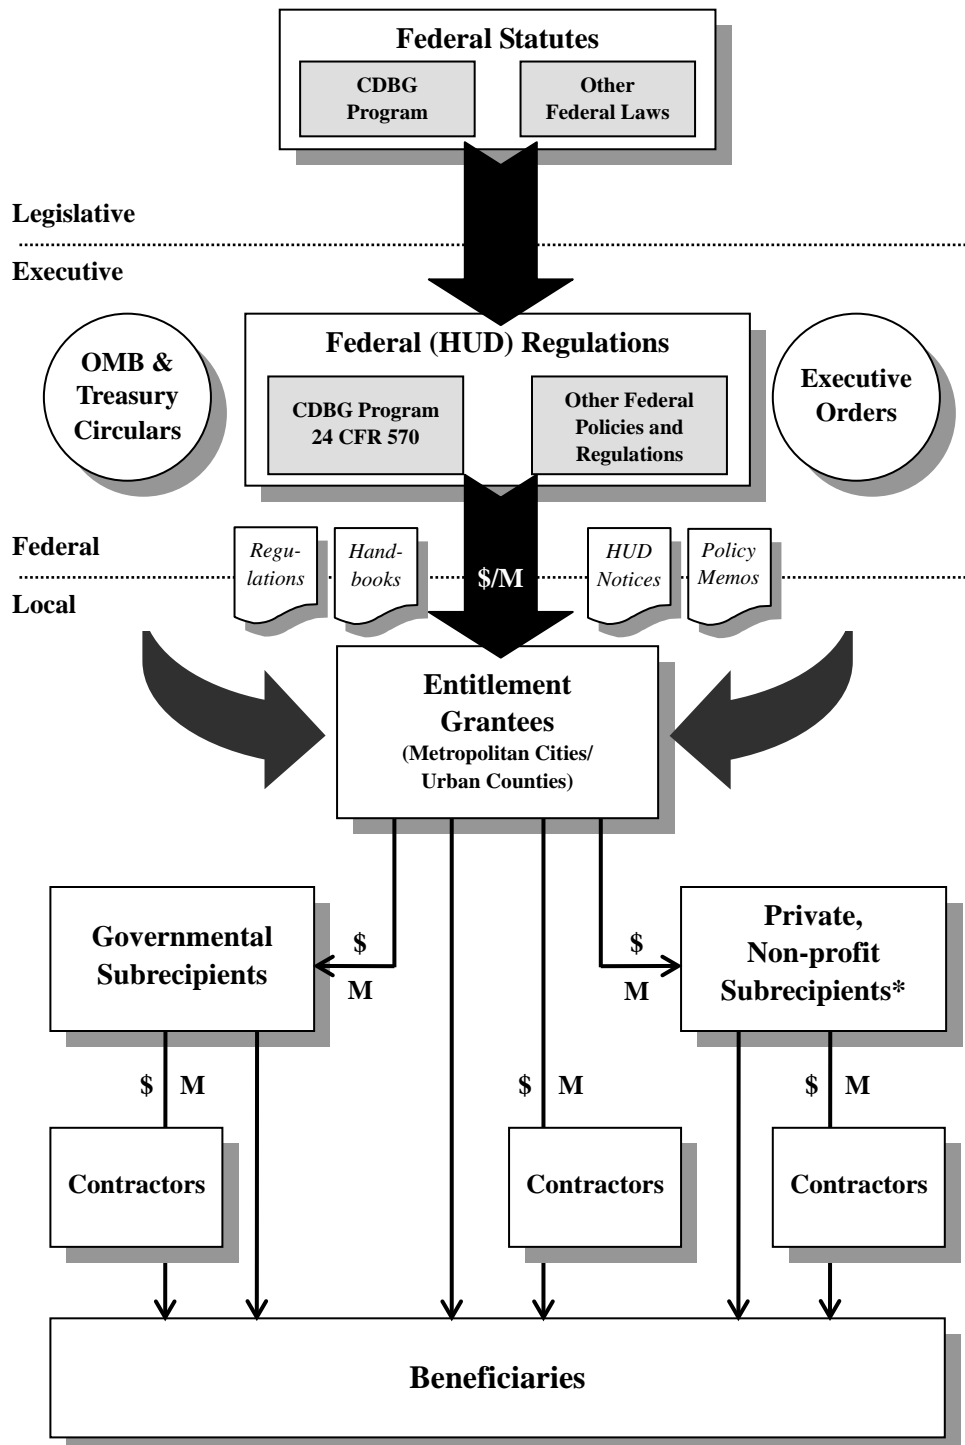 Federal Statutes
CDBG
Program
Other
Federal Laws
Legislative
Executive
OMB &
Treasury
Circulars
Federal (HUD) Regulations
CDBG Program
24 CFR 570
Other Federal
Policies and
Regulations
Executive
Orders
Federal
Local
Regu-
lations
Hand-
books
$/M
HUD
Notices
Policy
Memos
Entitlement
Grantees
(Metropolitan Cities/
Urban Counties)
Governmental
Subrecipients
$
M
$
M
Private,
Non-profit
Subrecipients*
$ M
$ M
$ M
Contractors
Contractors
Contractors
Beneficiaries